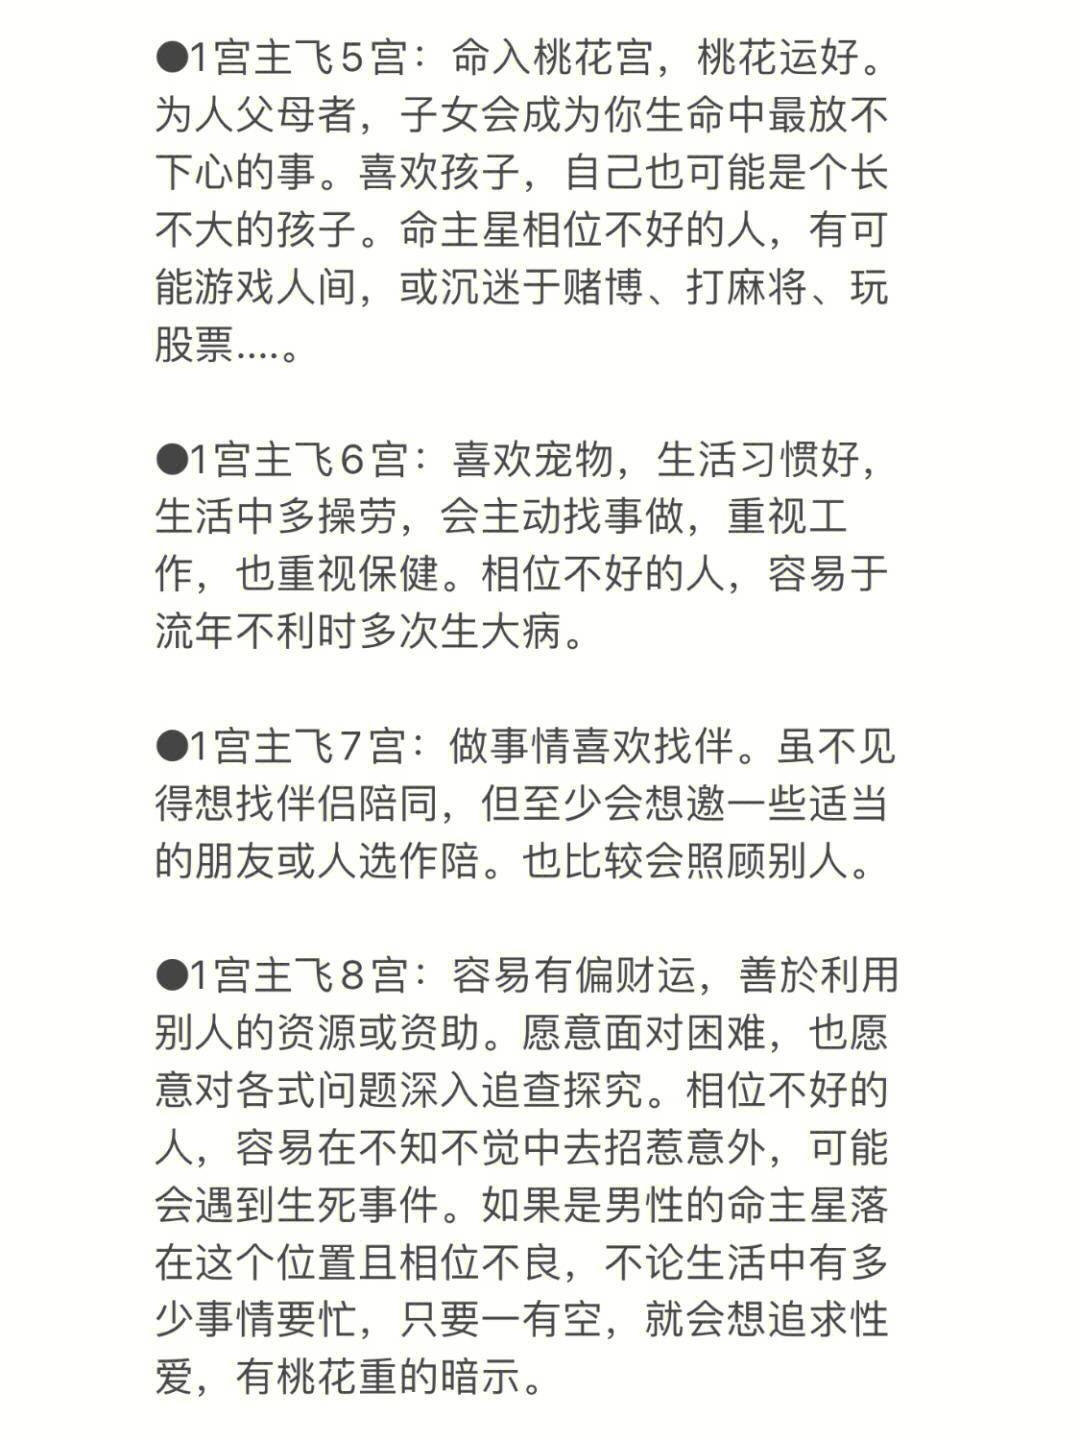 ●1宫主飞5宫：命入桃花宫，桃花运好。
为人父母者，子女会成为你生命中最放不
下心的事。喜欢孩子，自己也可能是个长
不大的孩子。命主星相位不好的人，有可
能游戏人间，或沉迷于赌博、打麻将、玩
股票....。
●1宫主飞6宫：喜欢宠物，生活习惯好，
生活中多操劳，会主动找事做，重视工
作，也重视保健。相位不好的人，容易于
流年不利时多次生大病。
●1宫主飞7宫：做事情喜欢找伴。虽不见
得想找伴侣陪同，但至少会想邀一些适当
的朋友或人选作陪。也比较会照顾别人。
●1宫主飞8宫：容易有偏财运，善於利用
别人的资源或资助。愿意面对困难，也愿
意对各式问题深入追查探究。相位不好的
人，容易在不知不觉中去招惹意外，可能
会遇到生死事件。如果是男性的命主星落
在这个位置且相位不良，不论生活中有多
少事情要忙，只要一有空，就会想追求性
爱，有桃花重的暗示。